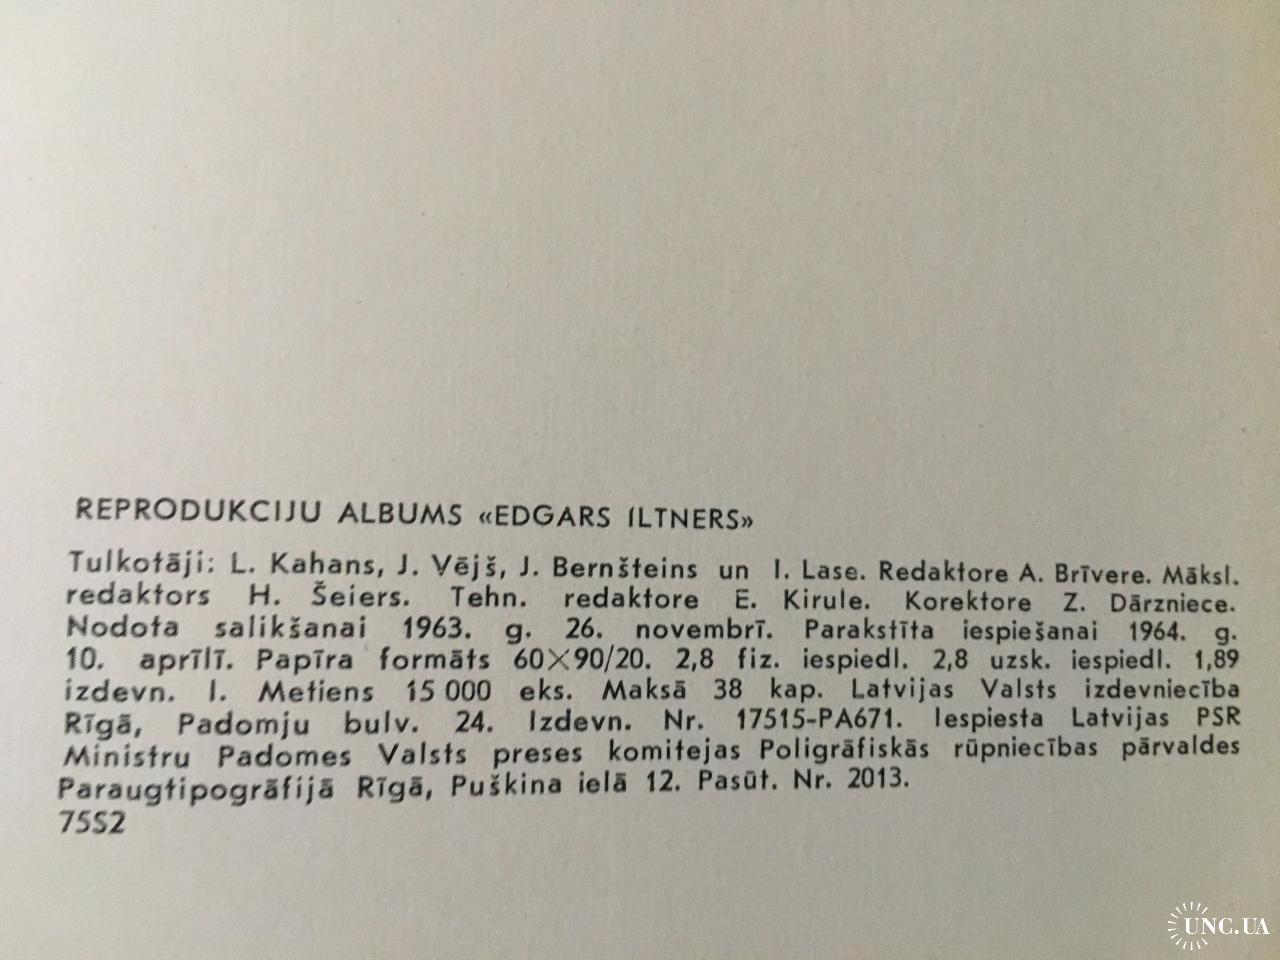 REPRODUKCIJU ALBUMS «EDGARS ILTNERS»
Tulkotāji: L. Kahans, J. Vējš, J. Bernšteins un I. Lase. Redaktore A. Brīvere. Māksl.
redaktors H. Šeiers. Tehn. redaktore E. Kirule. Korektore Z. Dārzniece.
Nodota salikšanai 1963. g. 26. novembrī. Parakstīta iespiešanai 1964. g.
10. aprīlī. Papīra formāts 60×90/20. 2,8 fiz. iespiedl. 2,8 uzsk. iespiedl. 1,89
izdevn. l. Metiens 15 000 eks. Maksā 38 kap. Latvijas Valsts izdevniecība
Rīgā, Padomju bulv. 24. Izdevn. Nr. 17515-PA671. Iespiesta Latvijas PSR
Ministru Padomes Valsts preses komitejas Poligrāfiskās rūpniecības pārvaldes
Paraugtipogrāfijā Rīgā, Puškina ielā 12. Pasūt. Nr. 2013.
75S2
UNC.UA